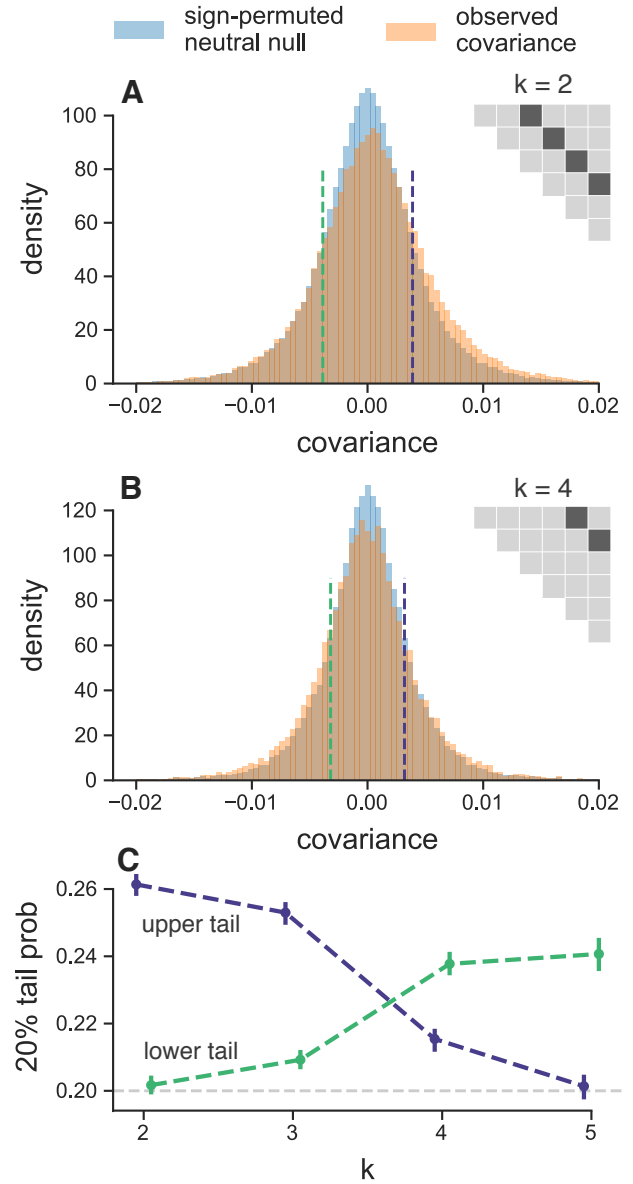 sign-permuted
neutral null
observed
covariance
A
k = 2
100
80
60
40
20
0
density
−0.02
−0.01
0.00
0.01
0.02
covariance
B
k = 4
120
100
80
60
40
20
0
density
−0.02
−0.01
0.00
0.01
0.02
covariance
C
0.26
0.24
0.22
0.20
20% tail prob
upper tail
lower tail
2
3
4
5
k